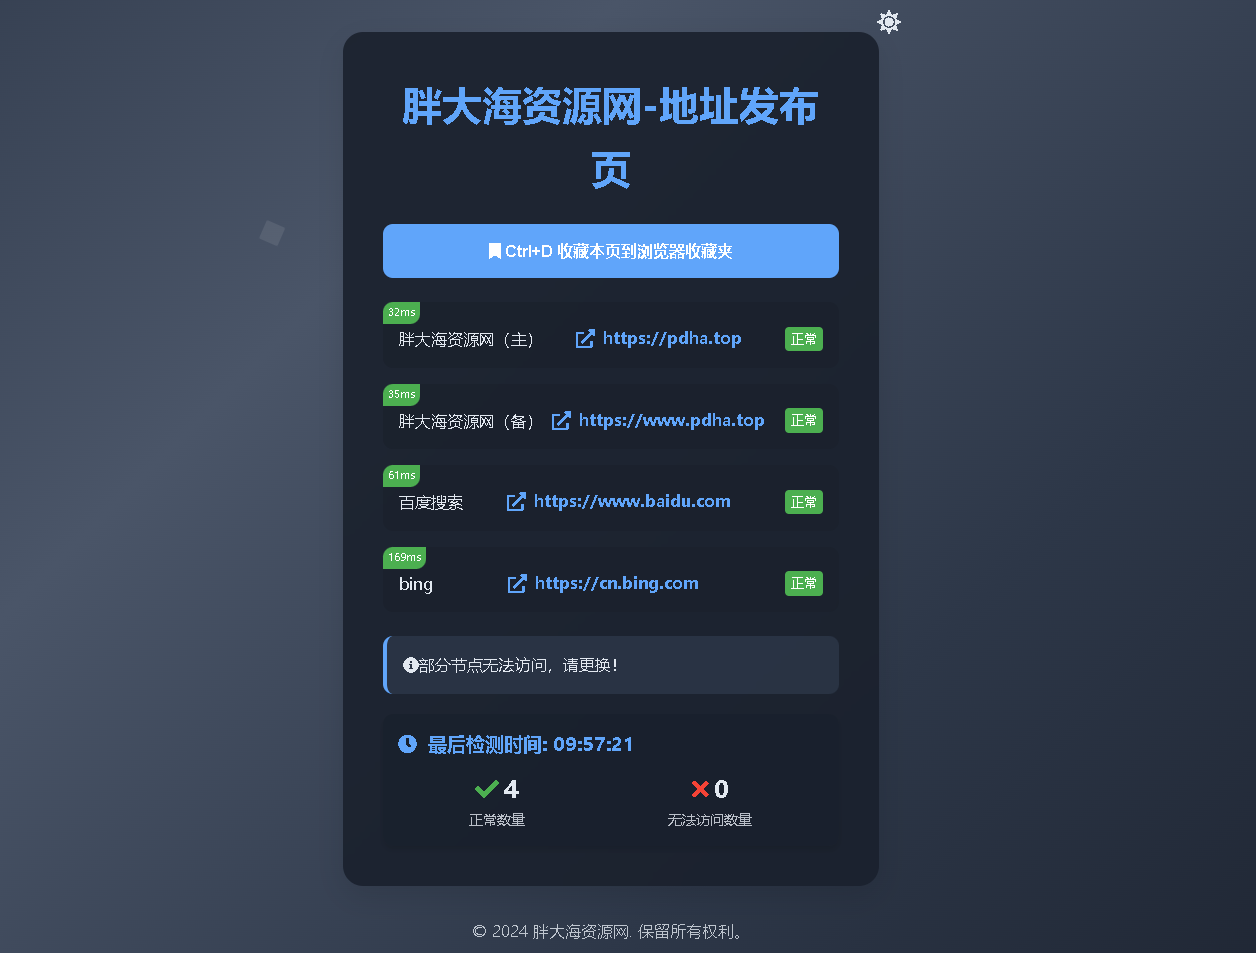 胖大海资源网-地址发布
页
Ctrl+D 收藏本页到浏览器收藏夹
32ms
胖大海资源网（主） https://pdha.top 正常
35ms
胖大海资源网（备） https://www.pdha.top 正常
61ms
百度搜索 https://www.baidu.com 正常
169ms
bing https://cn.bing.com 正常
部分节点无法访问，请更换！
最后检测时间: 09:57:21
4 0
正常数量 无法访问数量
© 2024 胖大海资源网. 保留所有权利。